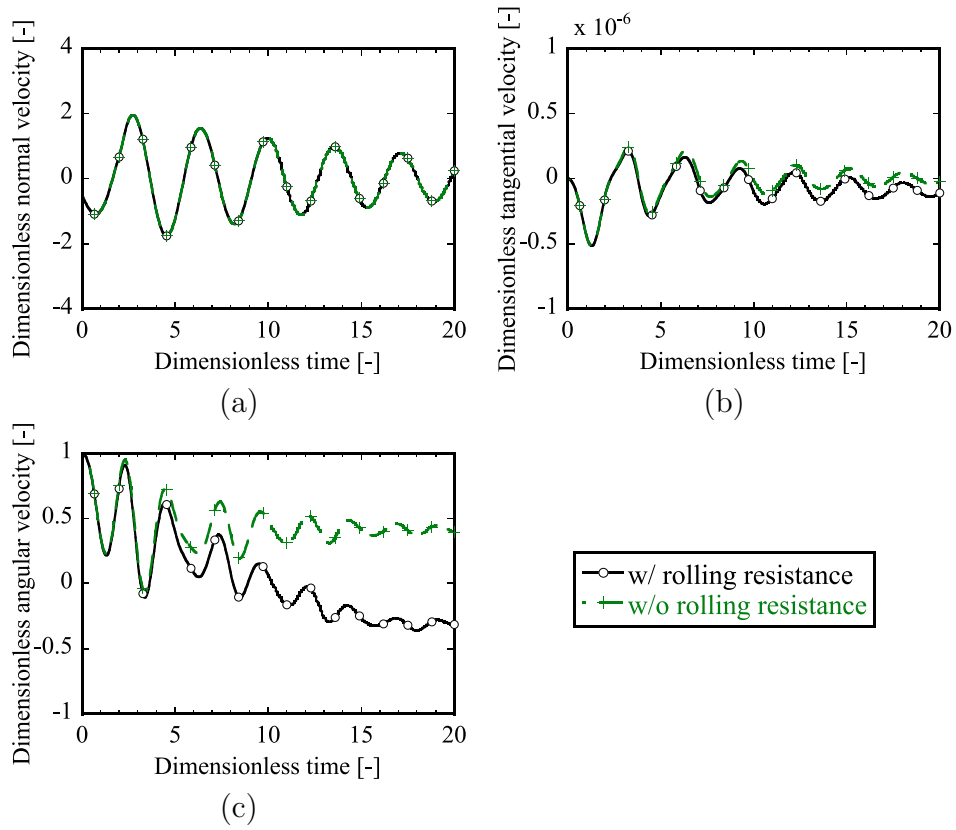 Dimensionless normal velocity [-]
4
2
0
-2
-4
0 5 10 15 20
Dimensionless time [-]
(a)
Dimensionless tangential velocity [-]
x 10^-6
1
0.5
0
-0.5
-1
0 5 10 15 20
Dimensionless time [-]
(b)
Dimensionless angular velocity [-]
1
0.5
0
-0.5
-1
0 5 10 15 20
Dimensionless time [-]
(c)
w/ rolling resistance
w/o rolling resistance